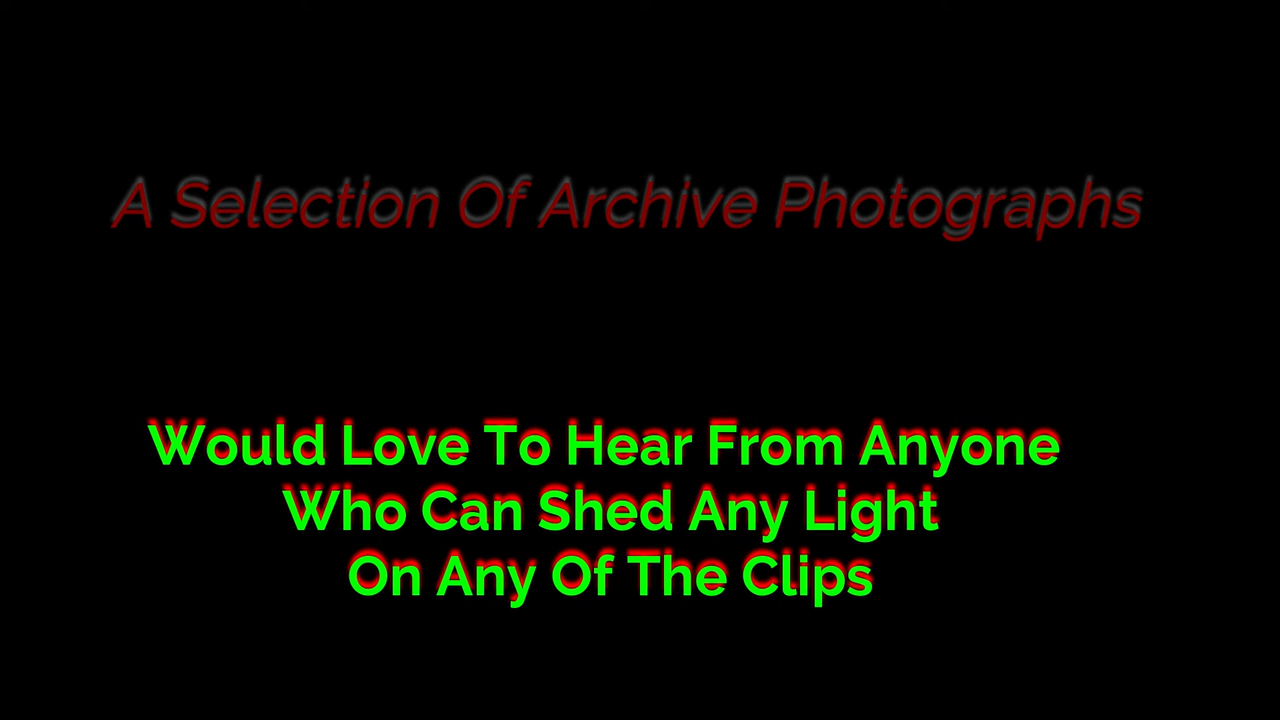 A Selection Of Archive Photographs
Would Love To Hear From Anyone
Who Can Shed Any Light
On Any Of The Clips